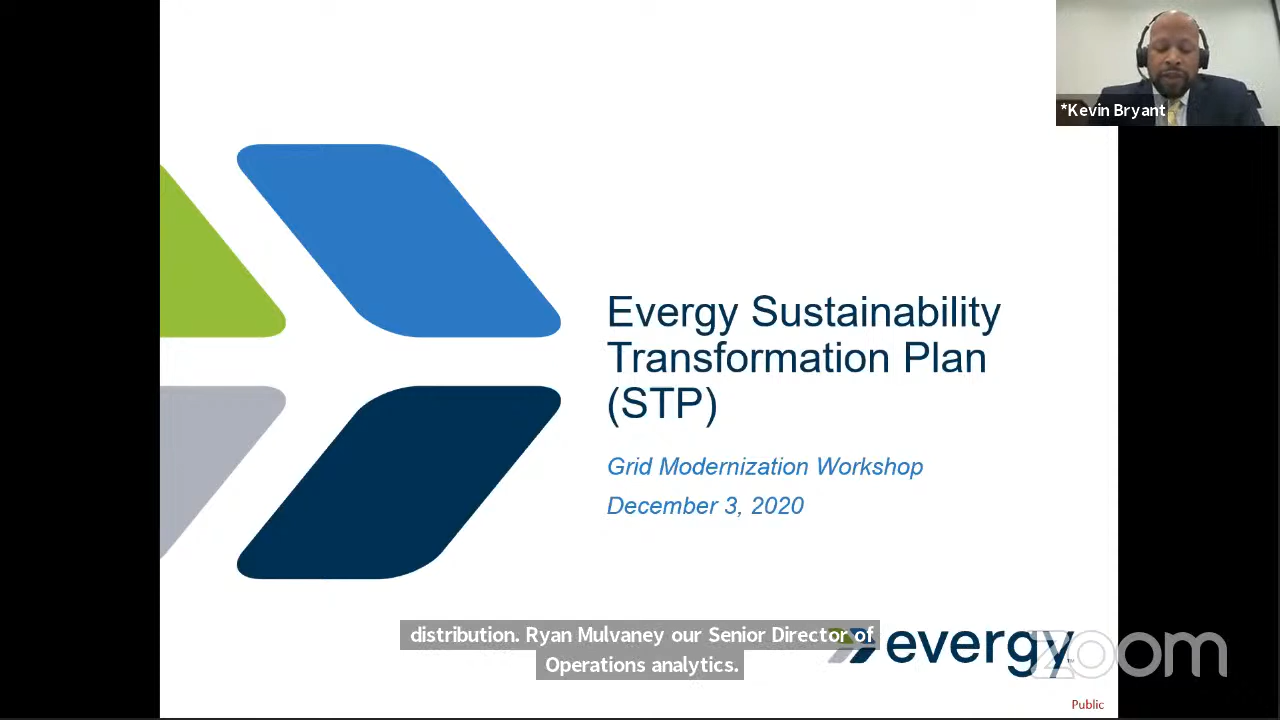 *Kevin Bryant
Evergy Sustainability
Transformation Plan
(STP)
Grid Modernization Workshop
December 3, 2020
distribution. Ryan Mulvaney our Senior Director of
Operations analytics.
evergy
zoom
Public